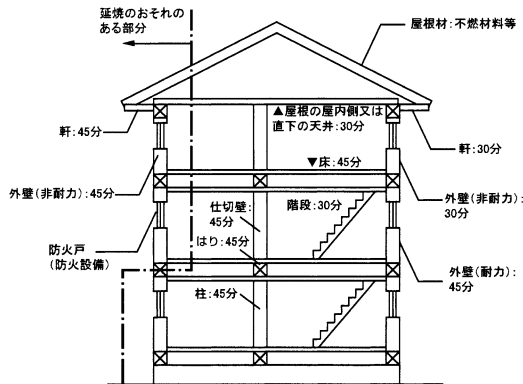 延焼のおそれの
ある部分
屋根材:不燃材料等
▲屋根の屋内側又は
直下の天井:30分
軒:45分
軒:30分
▼床:45分
外壁(非耐力):45分
外壁(非耐力):
30分
仕切壁:
45分
階段:30分
はり:45分
防火戸
(防火設備)
外壁(耐力):
45分
柱:45分